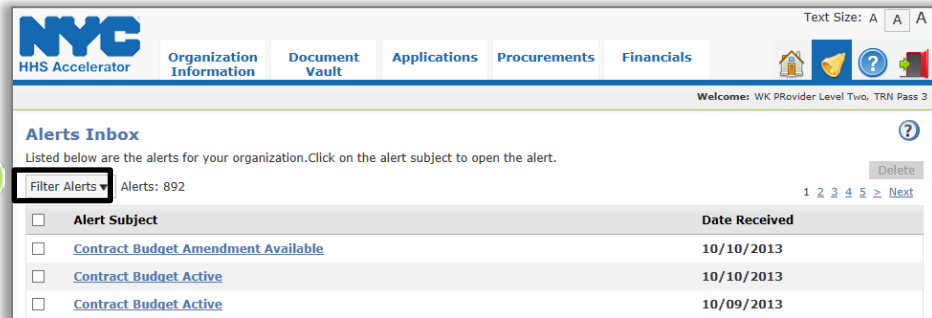 Text Size: A A A
NYC
HHS Accelerator
Organization Information
Document Vault
Applications
Procurements
Financials
?
Welcome: WK PRovider Level Two, TRN Pass 3
Alerts Inbox
?
Listed below are the alerts for your organization.Click on the alert subject to open the alert.
Delete
Filter Alerts ▾ Alerts: 892
1 2 3 4 5 > Next
Alert Subject Date Received
Contract Budget Amendment Available 10/10/2013
Contract Budget Active 10/10/2013
Contract Budget Active 10/09/2013